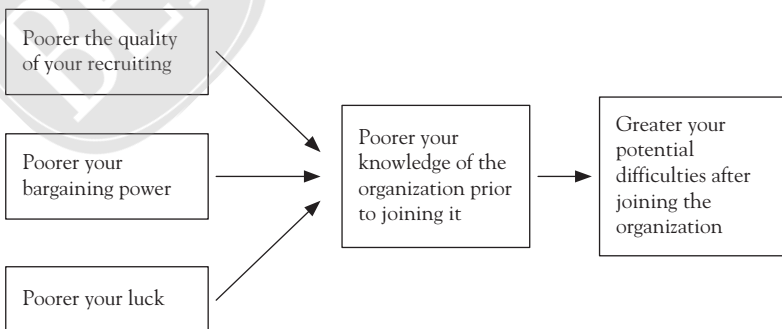 Poorer the quality
of your recruiting
Poorer your
bargaining power
Poorer your luck
Poorer your
knowledge of the
organization prior
to joining it
Greater your
potential
difficulties after
joining the
organization